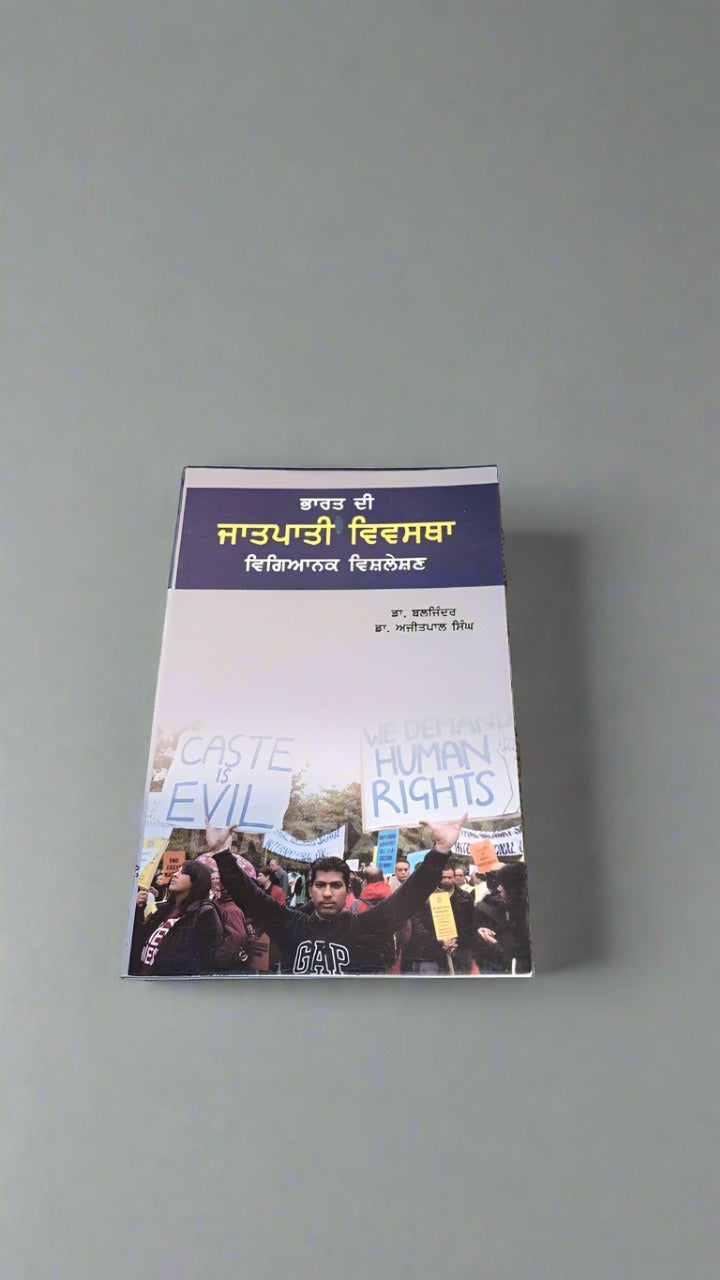 ਭਾਰਤ ਦੀ
ਜਾਤਪਾਤੀ ਵਿਵਸਥਾ
ਵਿਗਿਆਨਕ ਵਿਸ਼ਲੇਸ਼ਣ
ਡਾ. ਬਲਜਿੰਦਰ
ਡਾ. ਅਜੀਤਪਾਲ ਸਿੰਘ
CASTE
IS
EVIL
WE DEMAND
HUMAN
RIGHTS
GAP